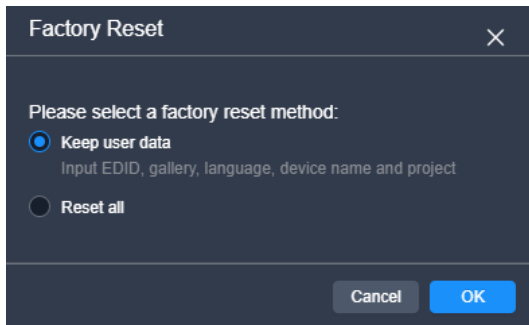 Factory Reset
Please select a factory reset method:
Keep user data
Input EDID, gallery, language, device name and project
Reset all
Cancel OK